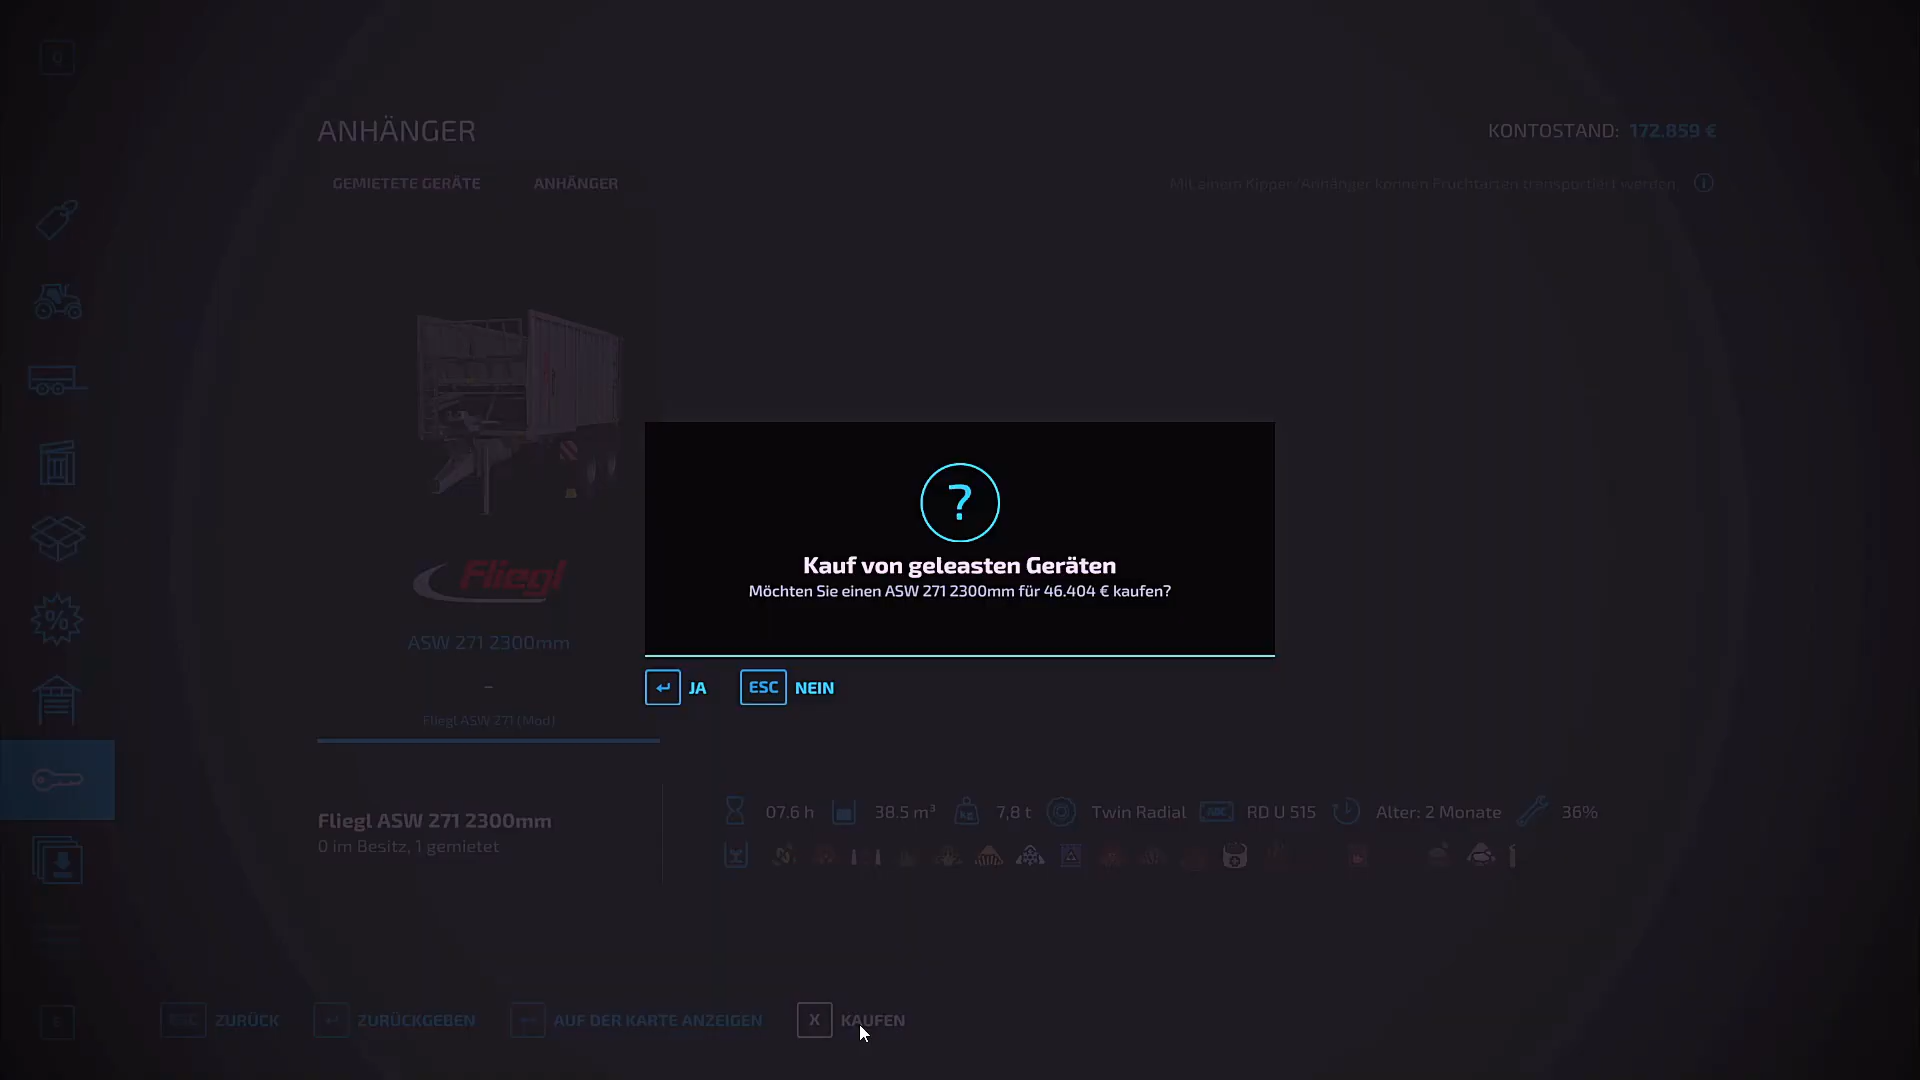 Q
ANHÄNGER
KONTOSTAND: 172.859 €
GEMIETETE GERÄTE ANHÄNGER
Mit einem Kipper/Anhänger können Fruchtarten transportiert werden.
?
Kauf von geleasten Geräten
Möchten Sie einen ASW 271 2300mm für 46.404 € kaufen?
Fliegl
ASW 271 2300mm
–
Fliegl ASW 271 (Mod)
JA ESC NEIN
Fliegl ASW 271 2300mm
0 im Besitz, 1 gemietet
07.6 h 38.5 m³ kg 7,8 t Twin Radial ABC RD U 515 Alter: 2 Monate 36%
E ESC ZURÜCK ZURÜCKGEBEN AUF DER KARTE ANZEIGEN X KAUFEN